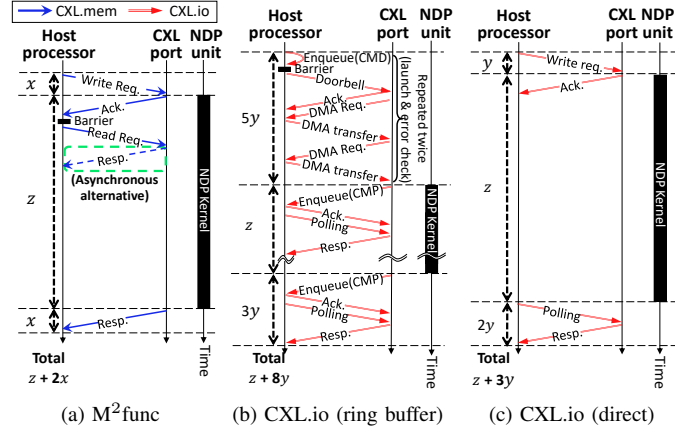 CXL.mem
CXL.io
Host processor
CXL port
NDP unit
x
Write Req.
Ack.
Barrier
Read Req.
Resp.
(Asynchronous alternative)
z
NDP Kernel
x
Resp.
Total
z + 2x
Time
(a) M²func
Host processor
CXL port
NDP unit
Enqueue(CMD)
Barrier
Doorbell
Ack.
DMA Req.
DMA transfer
DMA Req.
DMA transfer
5y
Repeated twice
(launch & error check)
Enqueue(CMP)
Ack.
Polling
Resp.
z
NDP Kernel
Enqueue(CMP)
Ack.
Polling
Resp.
3y
Total
z + 8y
Time
(b) CXL.io (ring buffer)
Host processor
CXL port
NDP unit
y
Write req.
Ack.
z
NDP Kernel
Polling
2y
Resp.
Total
z + 3y
Time
(c) CXL.io (direct)